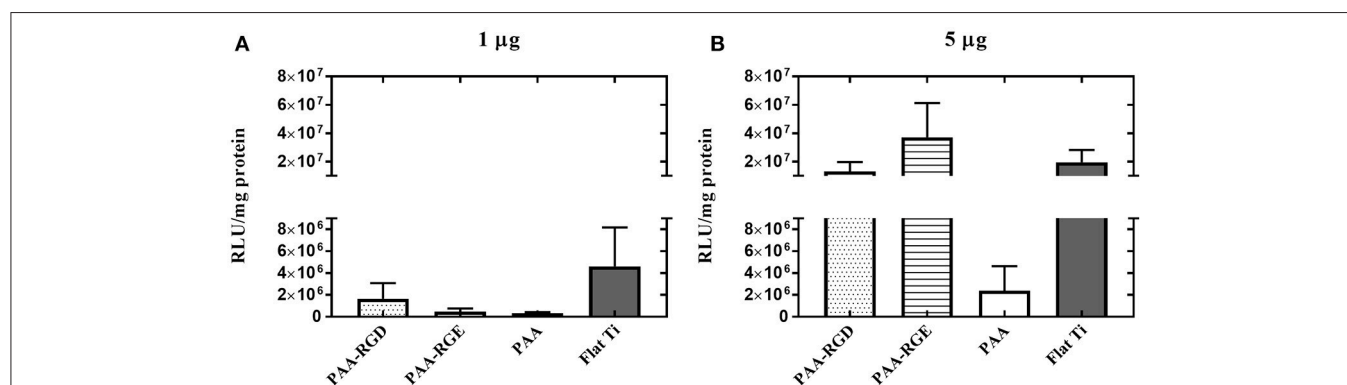 A
1 μg
RLU/mg protein
8×10⁷
6×10⁷
4×10⁷
2×10⁷
8×10⁶
6×10⁶
4×10⁶
2×10⁶
0
PAA-RGD
PAA-RGE
PAA
Flat Ti
B
5 μg
RLU/mg protein
8×10⁷
6×10⁷
4×10⁷
2×10⁷
8×10⁶
6×10⁶
4×10⁶
2×10⁶
0
PAA-RGD
PAA-RGE
PAA
Flat Ti